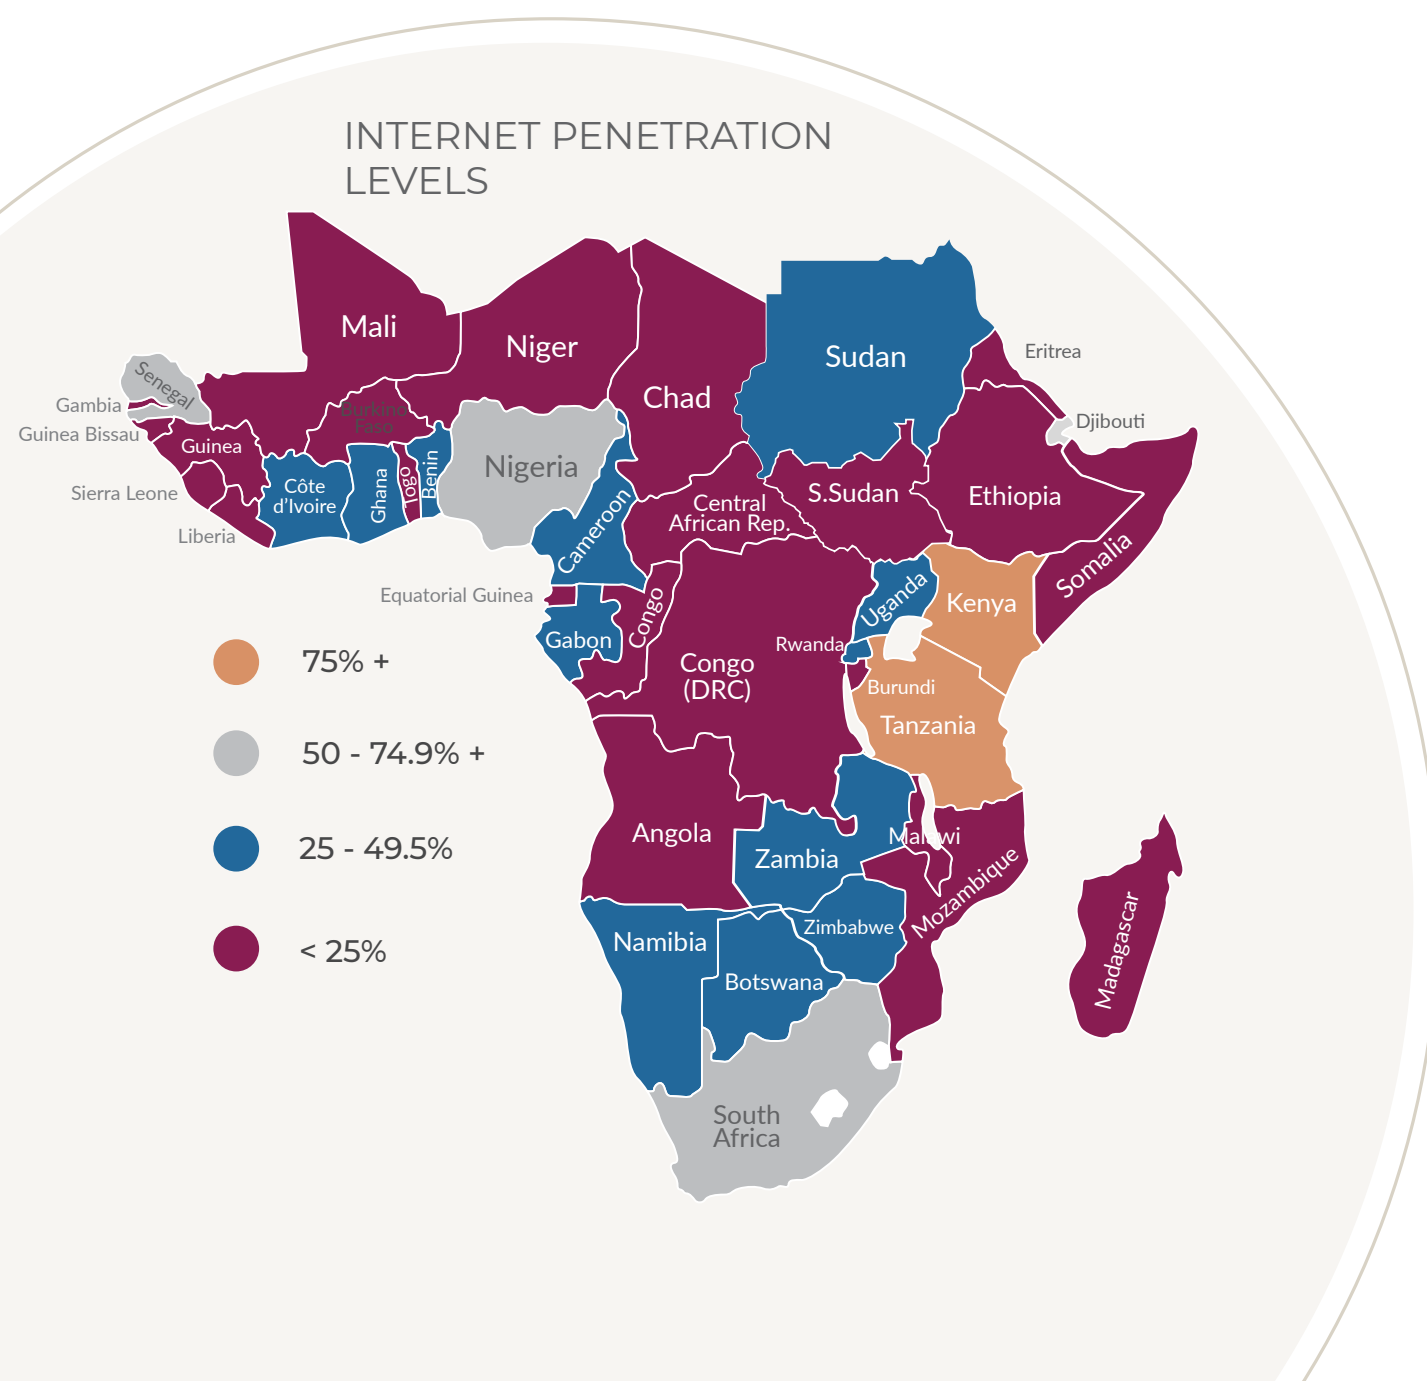 INTERNET PENETRATION
LEVELS
Mali
Niger
Chad
Sudan
Eritrea
Senegal
Gambia
Burkino
Faso
Djibouti
Guinea Bissau
Guinea
Nigeria
Benin
Togo
Ghana
Côte
d'Ivoire
Sierra Leone
Liberia
Central
African Rep.
S.Sudan
Ethiopia
Cameroon
Somalia
Equatorial Guinea
Uganda
Kenya
Congo
Gabon
Rwanda
Congo
(DRC)
Burundi
Tanzania
75% +
50 - 74.9% +
25 - 49.5%
< 25%
Angola
Malawi
Zambia
Mozambique
Zimbabwe
Namibia
Botswana
Madagascar
South
Africa